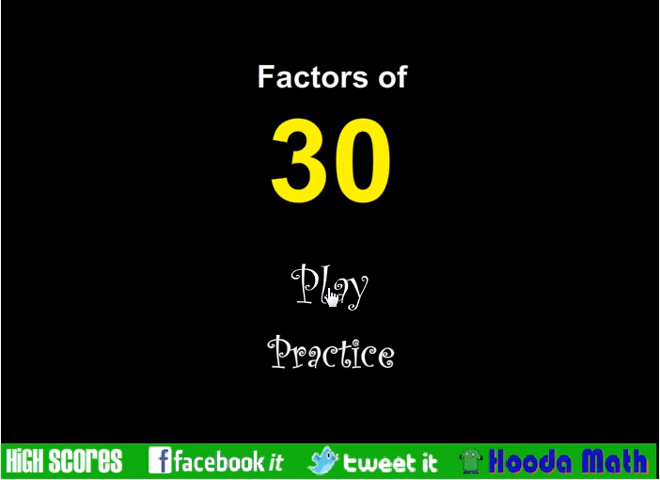 Factors of
30
Play
Practice
HiGH SCORES facebook it tweet it Hooda Math